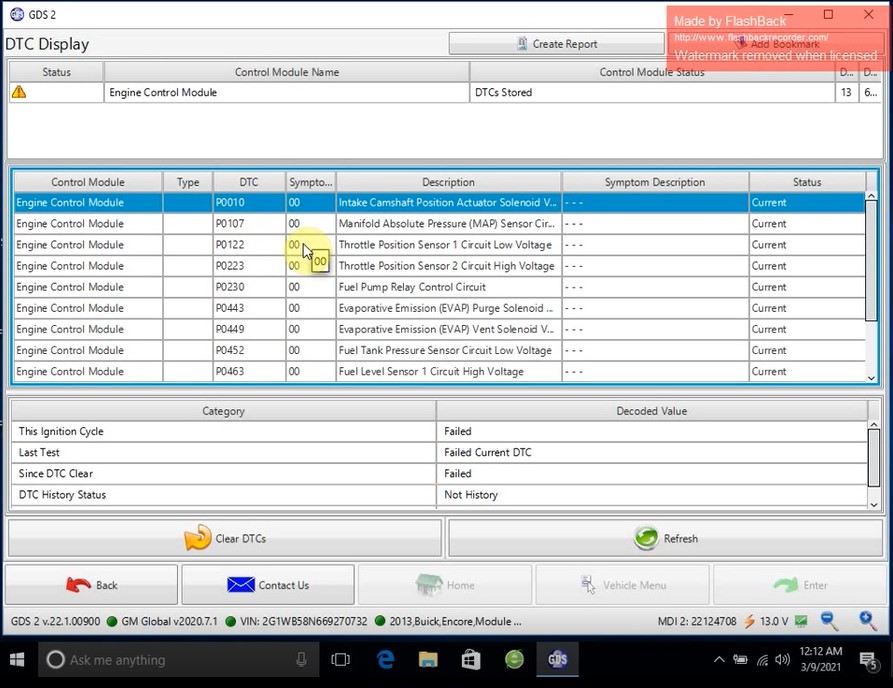 GDS 2
Made by FlashBack
http://www.flashbackrecorder.com/
Watermark removed when licensed
DTC Display
Create Report
Add Bookmark
Status Control Module Name Control Module Status D... D...
Engine Control Module DTCs Stored 13 6...
Control Module Type DTC Sympto... Description Symptom Description Status
Engine Control Module P0010 00 Intake Camshaft Position Actuator Solenoid V... - - - Current
Engine Control Module P0107 00 Manifold Absolute Pressure (MAP) Sensor Cir... - - - Current
Engine Control Module P0122 00 Throttle Position Sensor 1 Circuit Low Voltage - - - Current
00
Engine Control Module P0223 00 Throttle Position Sensor 2 Circuit High Voltage - - - Current
Engine Control Module P0230 00 Fuel Pump Relay Control Circuit - - - Current
Engine Control Module P0443 00 Evaporative Emission (EVAP) Purge Solenoid ... - - - Current
Engine Control Module P0449 00 Evaporative Emission (EVAP) Vent Solenoid V... - - - Current
Engine Control Module P0452 00 Fuel Tank Pressure Sensor Circuit Low Voltage - - - Current
Engine Control Module P0463 00 Fuel Level Sensor 1 Circuit High Voltage - - - Current
Category Decoded Value
This Ignition Cycle Failed
Last Test Failed Current DTC
Since DTC Clear Failed
DTC History Status Not History
Clear DTCs Refresh
Back Contact Us Home Vehicle Menu Enter
GDS 2 v.22.1.00900 GM Global v2020.7.1 VIN: 2G1WB58N669270732 2013,Buick,Encore,Module ... MDI 2: 22124708 13.0 V
Ask me anything
GDS
12:12 AM
3/9/2021
5